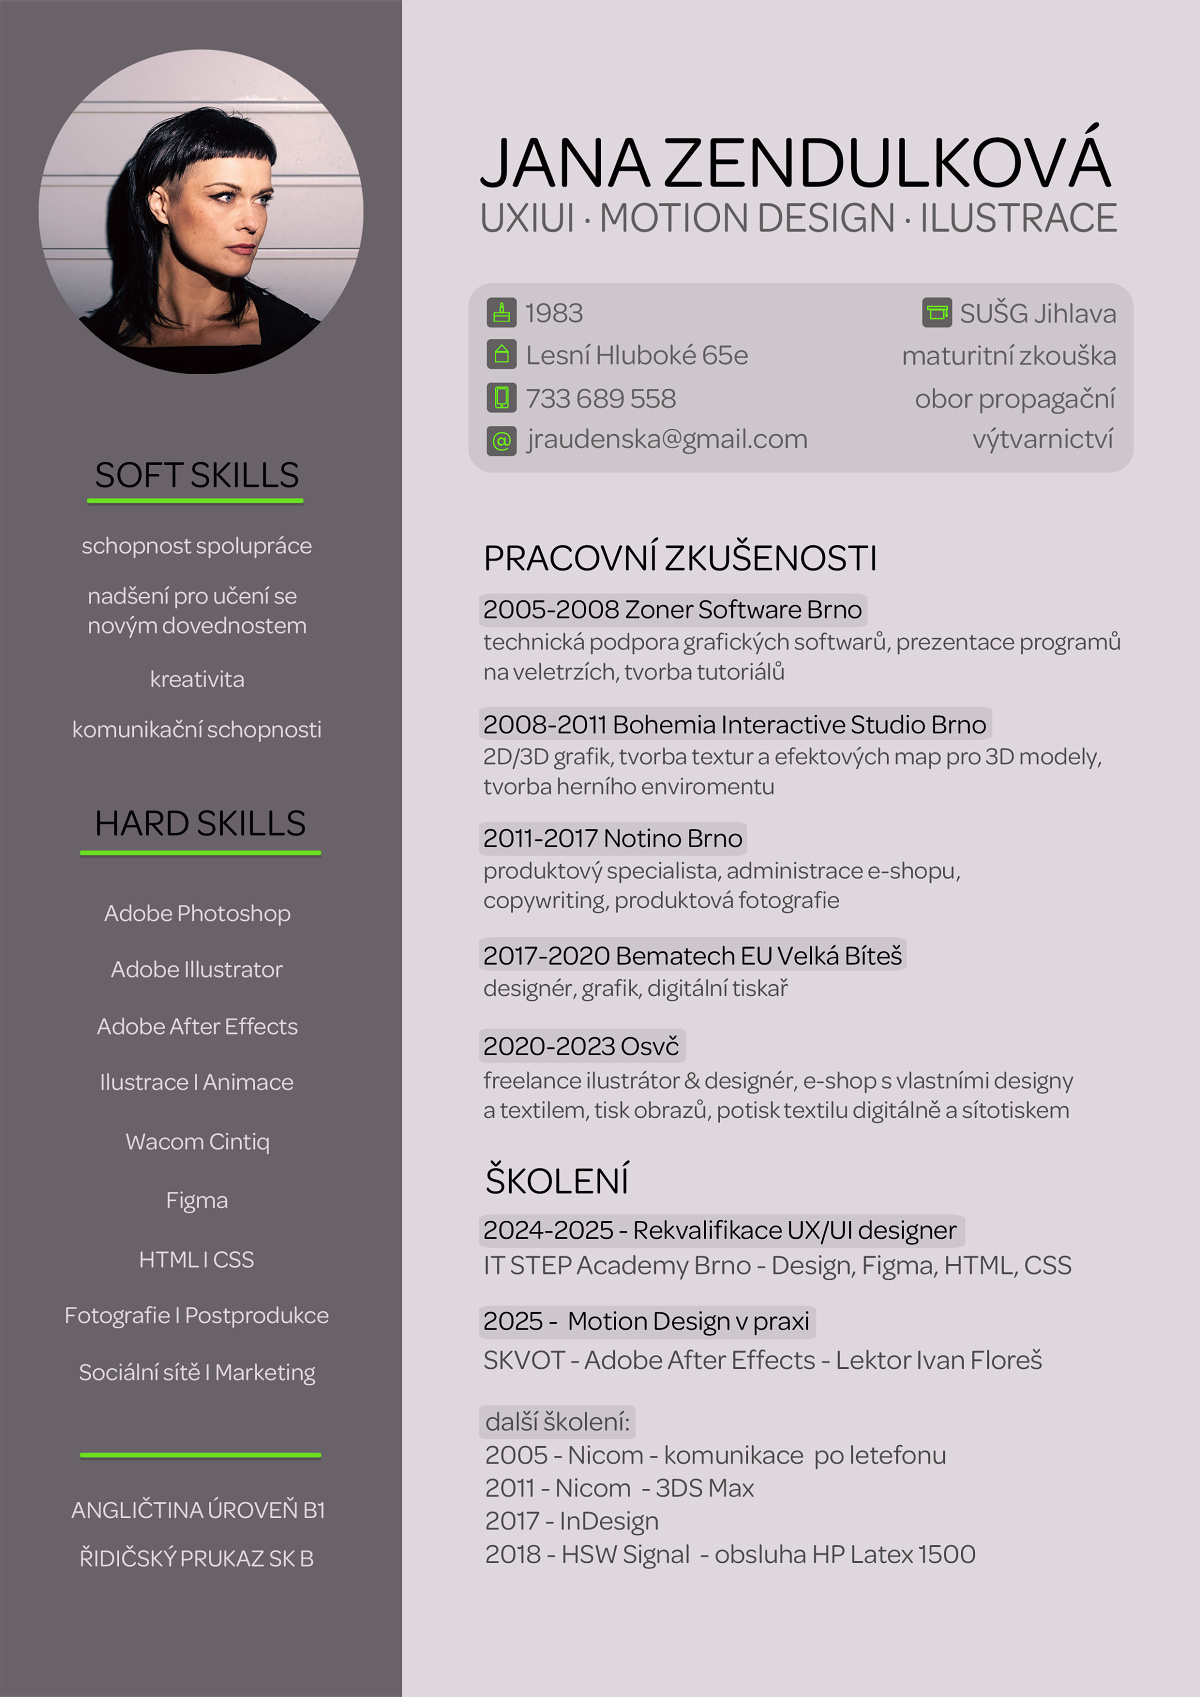 JANA ZENDULKOVÁ
UXIUI · MOTION DESIGN · ILUSTRACE
1983
Lesní Hluboké 65e
733 689 558
@ jraudenska@gmail.com
SUŠG Jihlava
maturitní zkouška
obor propagační
výtvarnictví
SOFT SKILLS
schopnost spolupráce
nadšení pro učení se
novým dovednostem
kreativita
komunikační schopnosti
HARD SKILLS
Adobe Photoshop
Adobe Illustrator
Adobe After Effects
Ilustrace I Animace
Wacom Cintiq
Figma
HTML I CSS
Fotografie I Postprodukce
Sociální sítě I Marketing
ANGLIČTINA ÚROVEŇ B1
ŘIDIČSKÝ PRUKAZ SK B
PRACOVNÍ ZKUŠENOSTI
2005-2008 Zoner Software Brno
technická podpora grafických softwarů, prezentace programů
na veletrzích, tvorba tutoriálů
2008-2011 Bohemia Interactive Studio Brno
2D/3D grafik, tvorba textur a efektových map pro 3D modely,
tvorba herního enviromentu
2011-2017 Notino Brno
produktový specialista, administrace e-shopu,
copywriting, produktová fotografie
2017-2020 Bematech EU Velká Bíteš
designér, grafik, digitální tiskař
2020-2023 Osvč
freelance ilustrátor & designér, e-shop s vlastními designy
a textilem, tisk obrazů, potisk textilu digitálně a sítotiskem
ŠKOLENÍ
2024-2025 - Rekvalifikace UX/UI designer
IT STEP Academy Brno - Design, Figma, HTML, CSS
2025 - Motion Design v praxi
SKVOT - Adobe After Effects - Lektor Ivan Floreš
další školení:
2005 - Nicom - komunikace po letefonu
2011 - Nicom - 3DS Max
2017 - InDesign
2018 - HSW Signal - obsluha HP Latex 1500